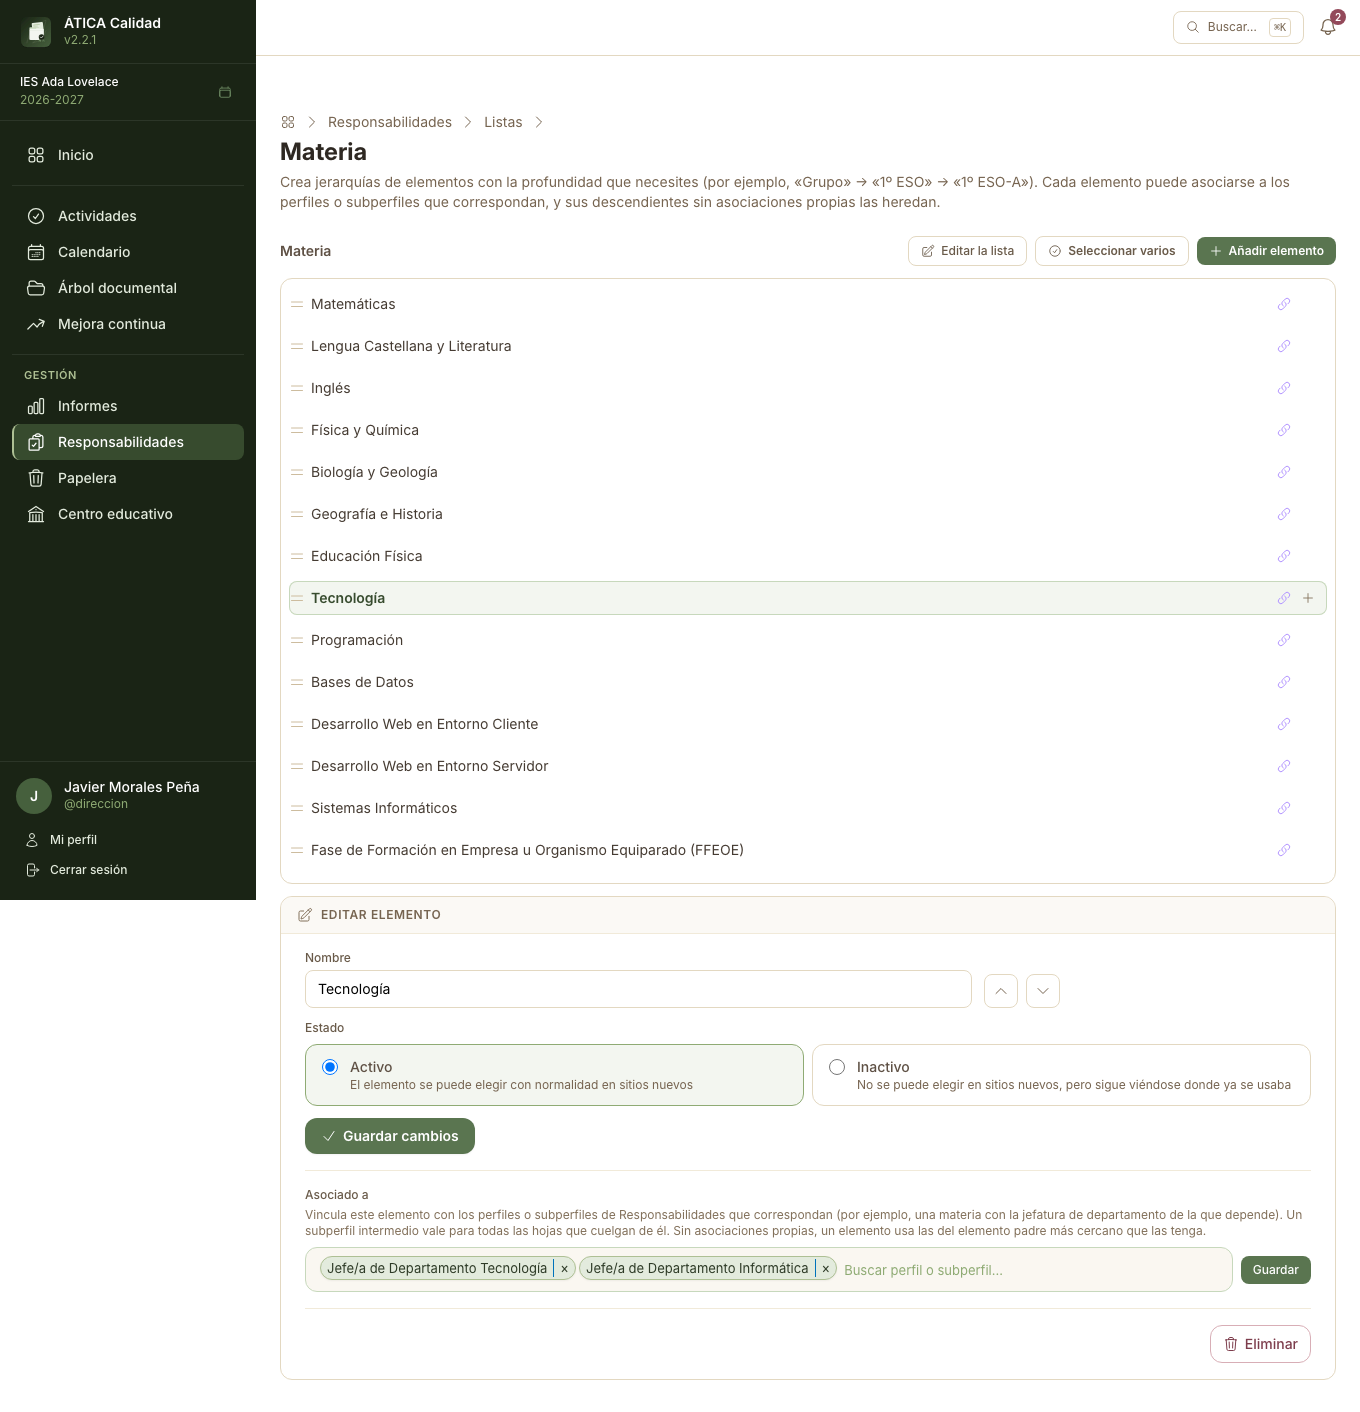 ÁTICA Calidad
v2.2.1
IES Ada Lovelace
2026-2027
Inicio
Actividades
Calendario
Árbol documental
Mejora continua
GESTIÓN
Informes
Responsabilidades
Papelera
Centro educativo
Javier Morales Peña
J
@direccion
Mi perfil
Cerrar sesión
Buscar... ⌘K
2
Responsabilidades
Listas
Materia
Crea jerarquías de elementos con la profundidad que necesites (por ejemplo, «Grupo» → «1º ESO» → «1º ESO-A»). Cada elemento puede asociarse a los
perfiles o subperfiles que correspondan, y sus descendientes sin asociaciones propias las heredan.
Materia
Editar la lista
Seleccionar varios
Añadir elemento
Matemáticas
Lengua Castellana y Literatura
Inglés
Física y Química
Biología y Geología
Geografía e Historia
Educación Física
Tecnología
Programación
Bases de Datos
Desarrollo Web en Entorno Cliente
Desarrollo Web en Entorno Servidor
Sistemas Informáticos
Fase de Formación en Empresa u Organismo Equiparado (FFEOE)
EDITAR ELEMENTO
Nombre
Tecnología
Estado
Activo
El elemento se puede elegir con normalidad en sitios nuevos
Inactivo
No se puede elegir en sitios nuevos, pero sigue viéndose donde ya se usaba
Guardar cambios
Asociado a
Vincula este elemento con los perfiles o subperfiles de Responsabilidades que correspondan (por ejemplo, una materia con la jefatura de departamento de la que depende). Un
subperfil intermedio vale para todas las hojas que cuelgan de él. Sin asociaciones propias, un elemento usa las del elemento padre más cercano que las tenga.
Jefe/a de Departamento Tecnología × Jefe/a de Departamento Informática × Buscar perfil o subperfil...
Guardar
Eliminar